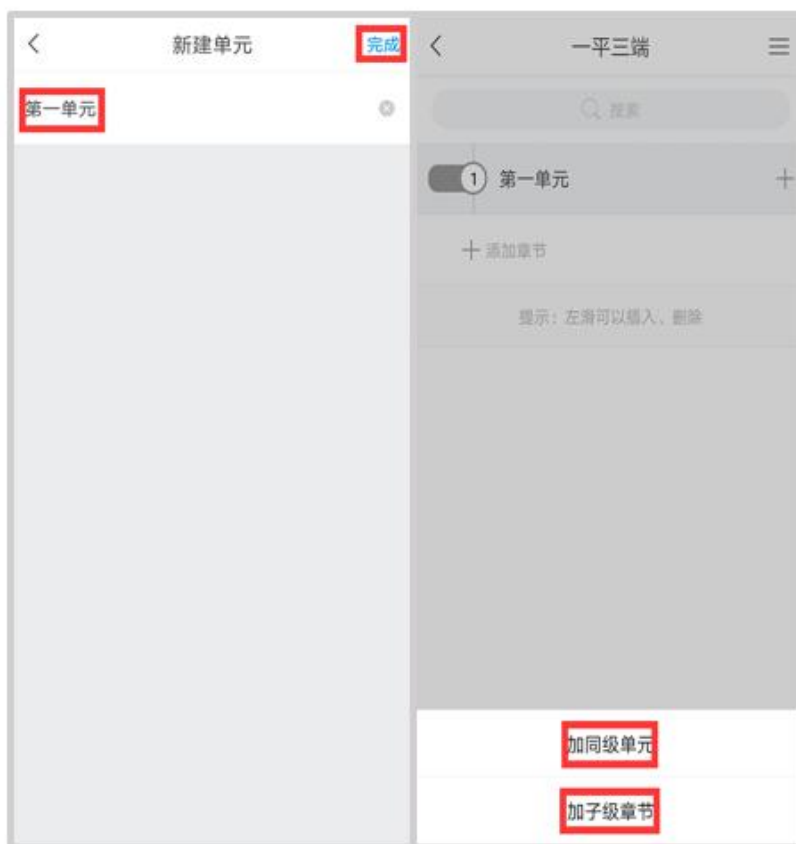 新建单元
完成
第一单元
一平三端
搜索
1
第一单元
添加章节
提示：左滑可以插入、删除
加同级单元
加子级章节